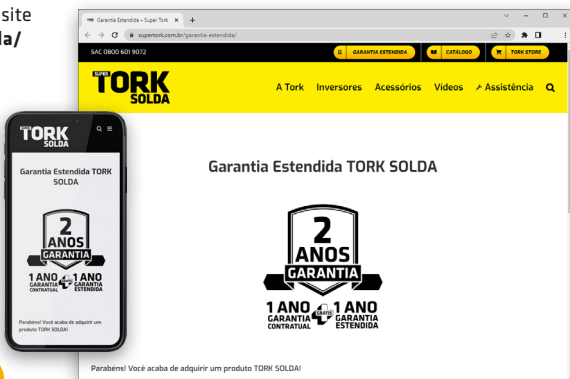 site
da/
Garantia Estendida – Super Tork
supertork.com.br/garantia-estendida/
SAC 0800 601 9072
GARANTIA ESTENDIDA
CATÁLOGO
TORK STORE
SUPER
TORK
SOLDA
A Tork Inversores Acessórios Vídeos Assistência
Garantia Estendida TORK SOLDA
2
ANOS
GARANTIA
1 ANO GRÁTIS 1 ANO
GARANTIA GARANTIA
CONTRATUAL ESTENDIDA
Parabéns! Você acaba de adquirir um produto TORK SOLDA!
TORK
SOLDA
Garantia Estendida TORK
SOLDA
2
ANOS
GARANTIA
1 ANO GRÁTIS 1 ANO
GARANTIA GARANTIA
CONTRATUAL ESTENDIDA
Parabéns! Você acaba de adquirir um
produto TORK SOLDA!